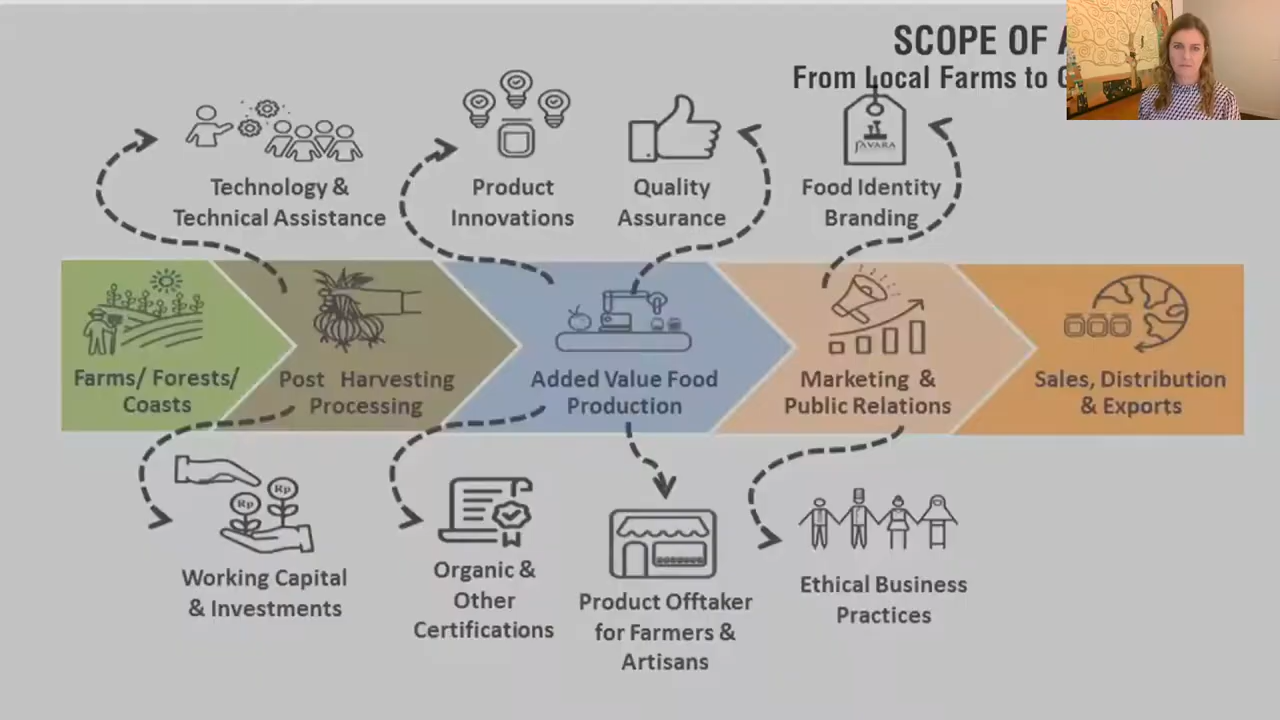 SCOPE OF
From Local Farms to
Technology &
Technical Assistance
Product
Innovations
Quality
Assurance
JAVARA
Food Identity
Branding
Farms/ Forests/
Coasts
Post Harvesting
Processing
Added Value Food
Production
Marketing &
Public Relations
Sales, Distribution
& Exports
Rp
Rp
Working Capital
& Investments
Organic &
Other
Certifications
Product Offtaker
for Farmers &
Artisans
Ethical Business
Practices